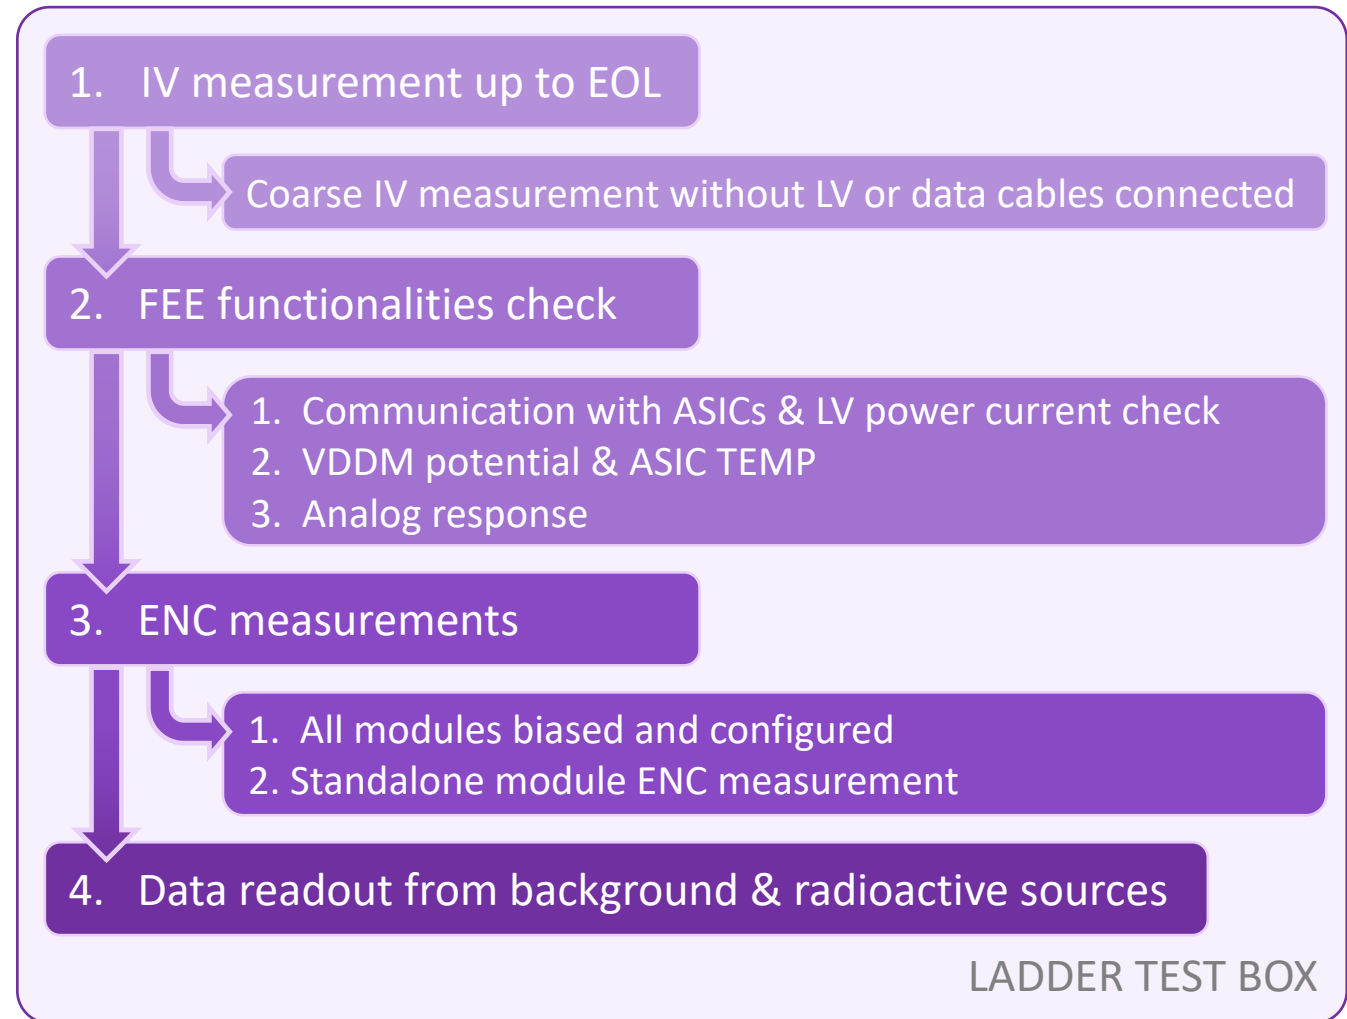 1. IV measurement up to EOL
Coarse IV measurement without LV or data cables connected
2. FEE functionalities check
1. Communication with ASICs & LV power current check
2. VDDM potential & ASIC TEMP
3. Analog response
3. ENC measurements
1. All modules biased and configured
2. Standalone module ENC measurement
4. Data readout from background & radioactive sources
LADDER TEST BOX